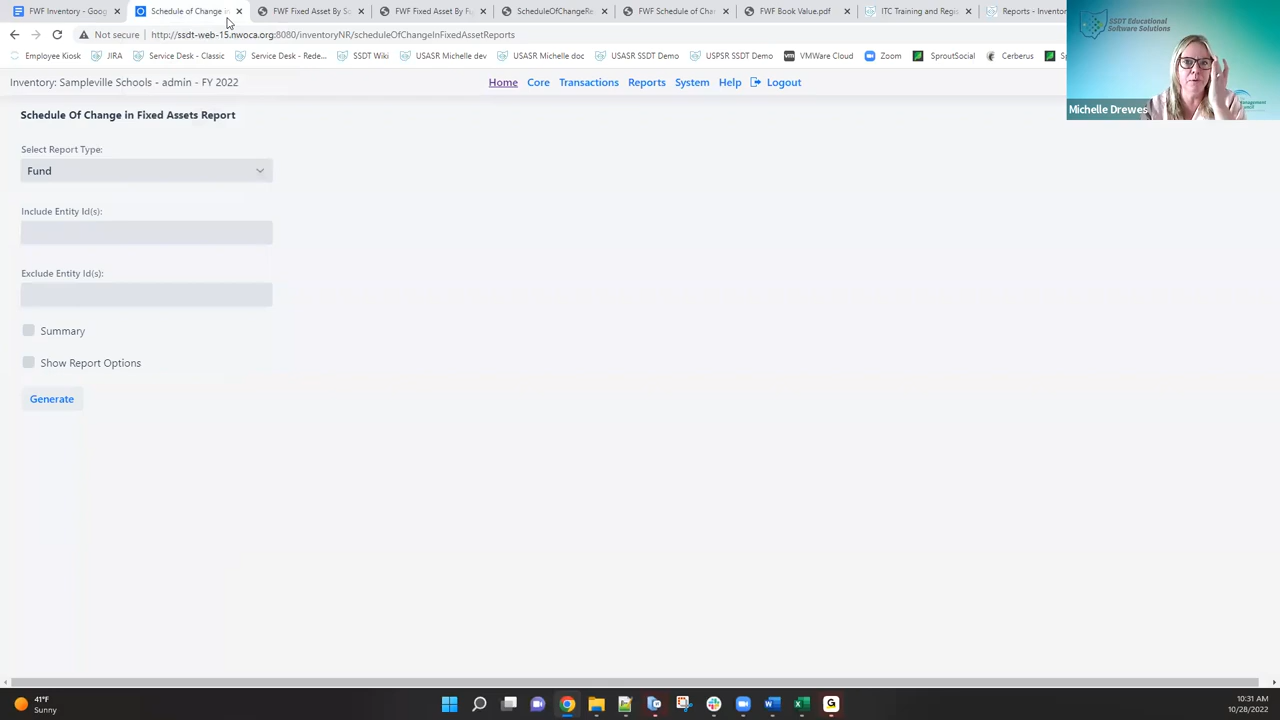 FWF Inventory - Goog
Schedule of Change in
FWF Fixed Asset By So
FWF Fixed Asset By Fu
ScheduleOfChangeRe
FWF Schedule of Cha
FWF Book Value.pdf
ITC Training and Regis
Reports - Invento
Not secure
http://ssdt-web-15.nwoca.org:8080/inventoryNR/scheduleOfChangeinFixedAssetReports
Employee Kiosk
JIRA
Service Desk - Classic
Service Desk - Rede...
SSDT Wiki
USASR Michelle dev
USASR Michelle doc
USASR SSDT Demo
USPSR SSDT Demo
VMWare Cloud
Zoom
SproutSocial
Cerberus
Inventory: Sampleville Schools - admin - FY 2022
Home Core Transactions Reports System Help Logout
SSDT Educational
Software Solutions
Michelle Drewes
Schedule Of Change in Fixed Assets Report
Select Report Type:
Fund
Include Entity Id(s):
Exclude Entity Id(s):
Summary
Show Report Options
Generate
41°F
Sunny
10:31 AM
10/28/2022